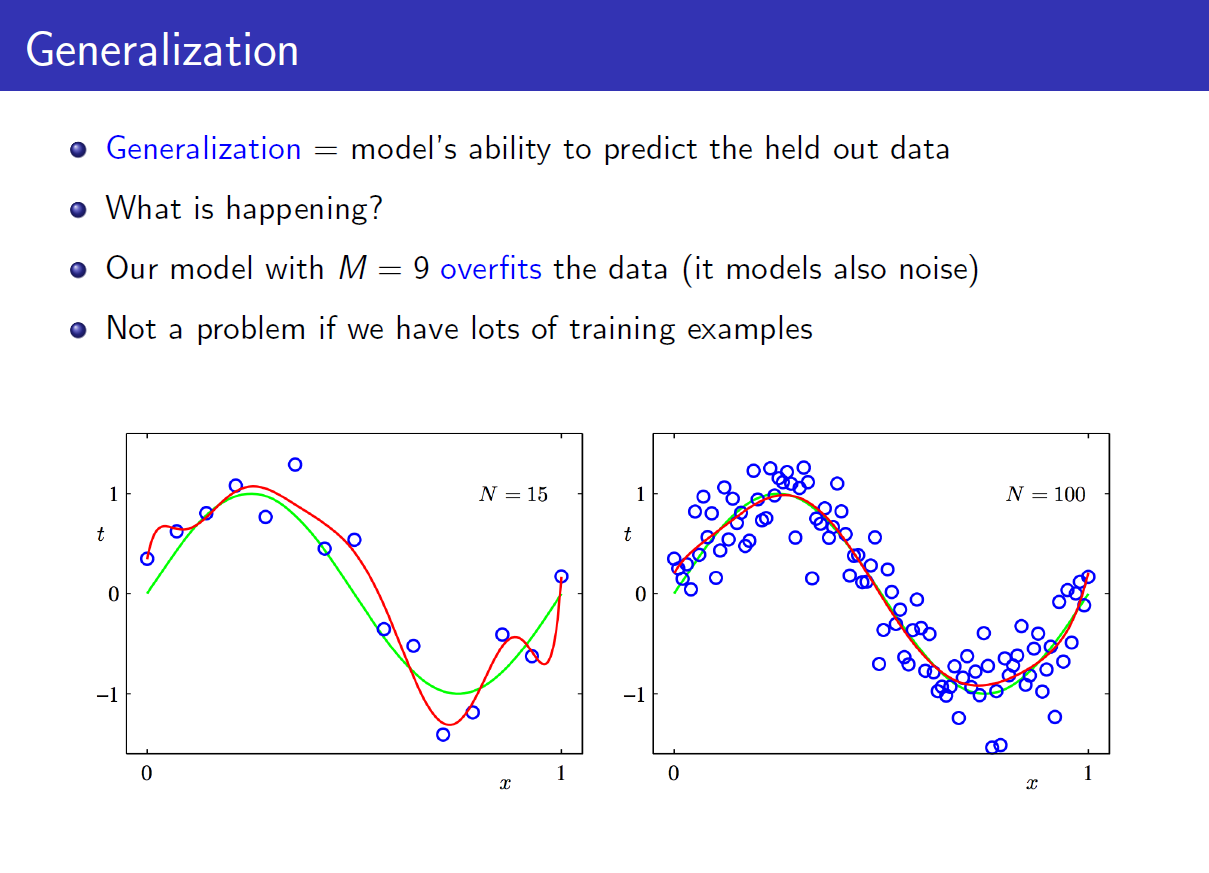 Generalization
Generalization = model's ability to predict the held out data
What is happening?
Our model with M = 9 overfits the data (it models also noise)
Not a problem if we have lots of training examples
N = 15
1
t
0
−1
0
x
1
N = 100
1
t
0
−1
0
x
1